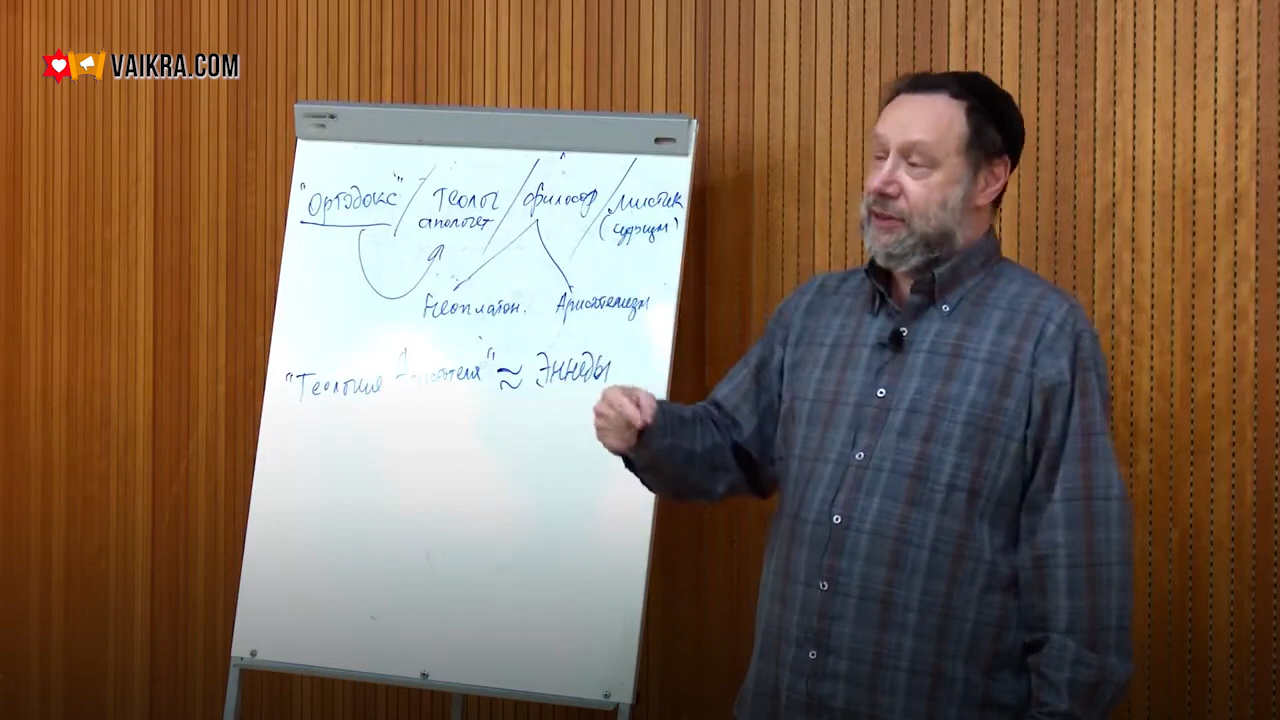 VAIKRA.COM
"Ортодокс" / теолог / философ / мистик
апологет (суфизм)
Неоплатон. Аристотелизм
"Теология Аристотеля" ≈ Эннеады